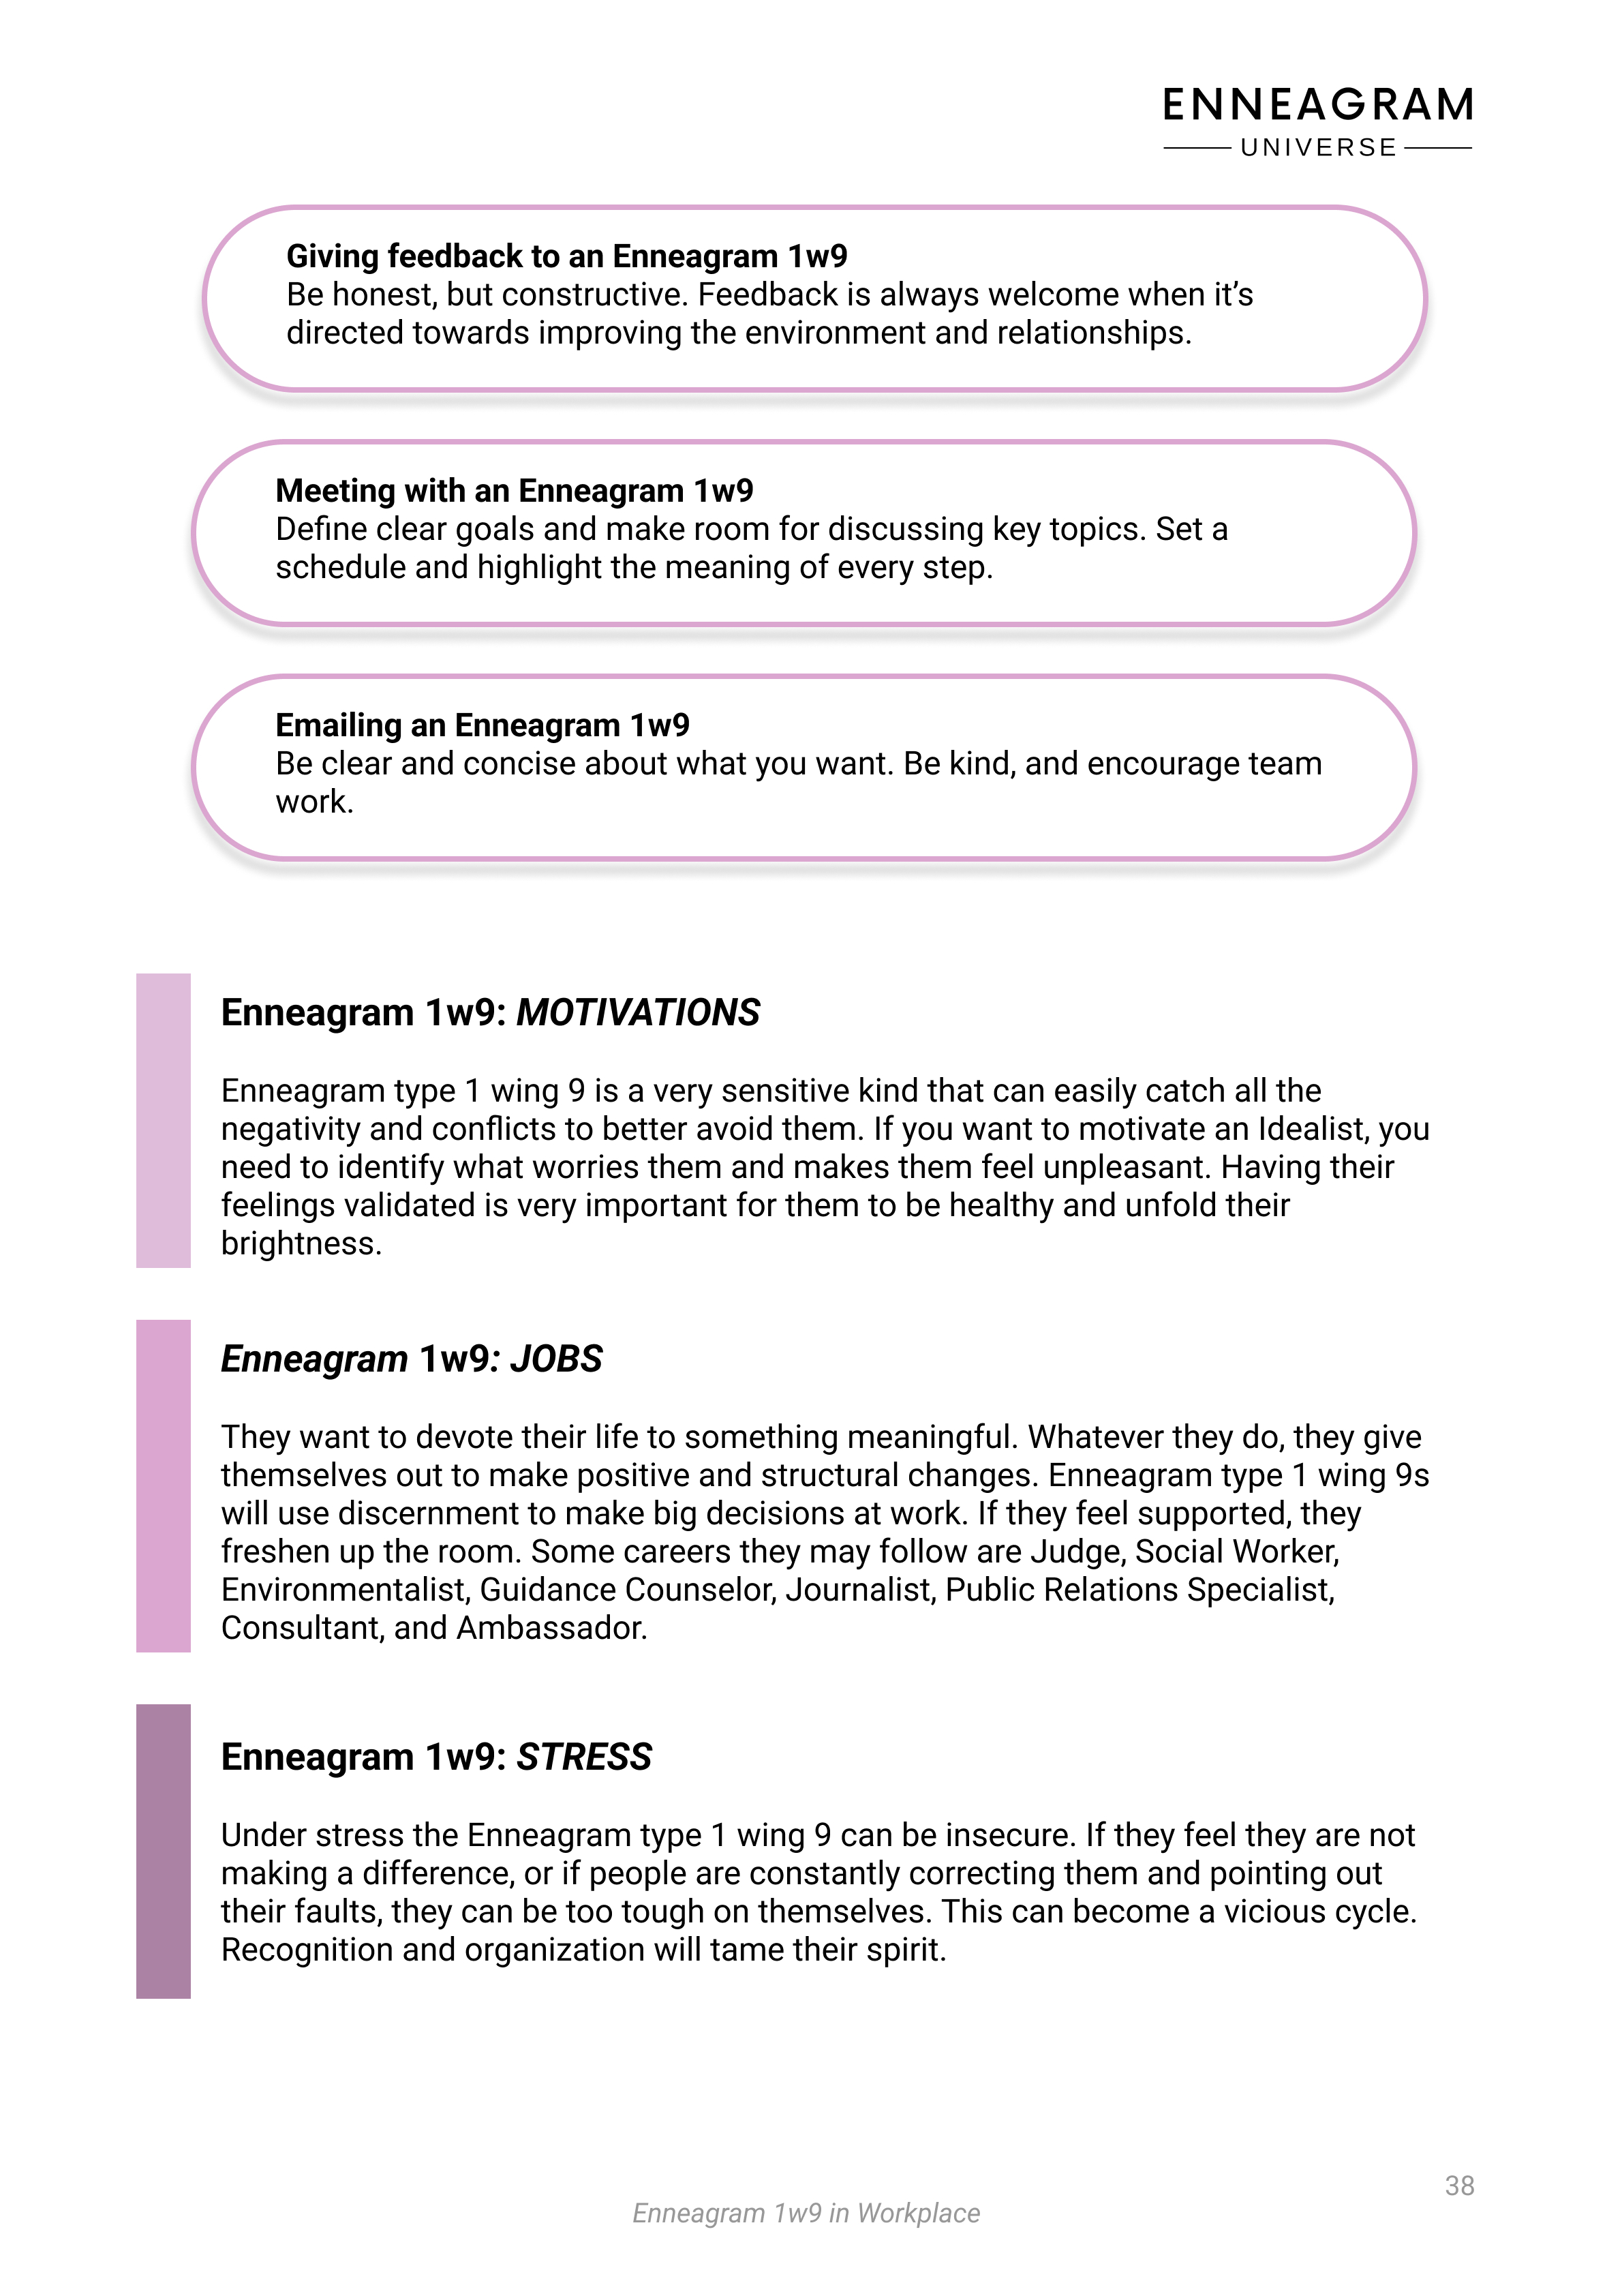 ENNEAGRAM
UNIVERSE
Giving feedback to an Enneagram 1w9
Be honest, but constructive. Feedback is always welcome when it’s
directed towards improving the environment and relationships.
Meeting with an Enneagram 1w9
Define clear goals and make room for discussing key topics. Set a
schedule and highlight the meaning of every step.
Emailing an Enneagram 1w9
Be clear and concise about what you want. Be kind, and encourage team
work.
Enneagram 1w9: MOTIVATIONS
Enneagram type 1 wing 9 is a very sensitive kind that can easily catch all the
negativity and conflicts to better avoid them. If you want to motivate an Idealist, you
need to identify what worries them and makes them feel unpleasant. Having their
feelings validated is very important for them to be healthy and unfold their
brightness.
Enneagram 1w9: JOBS
They want to devote their life to something meaningful. Whatever they do, they give
themselves out to make positive and structural changes. Enneagram type 1 wing 9s
will use discernment to make big decisions at work. If they feel supported, they
freshen up the room. Some careers they may follow are Judge, Social Worker,
Environmentalist, Guidance Counselor, Journalist, Public Relations Specialist,
Consultant, and Ambassador.
Enneagram 1w9: STRESS
Under stress the Enneagram type 1 wing 9 can be insecure. If they feel they are not
making a difference, or if people are constantly correcting them and pointing out
their faults, they can be too tough on themselves. This can become a vicious cycle.
Recognition and organization will tame their spirit.
38
Enneagram 1w9 in Workplace